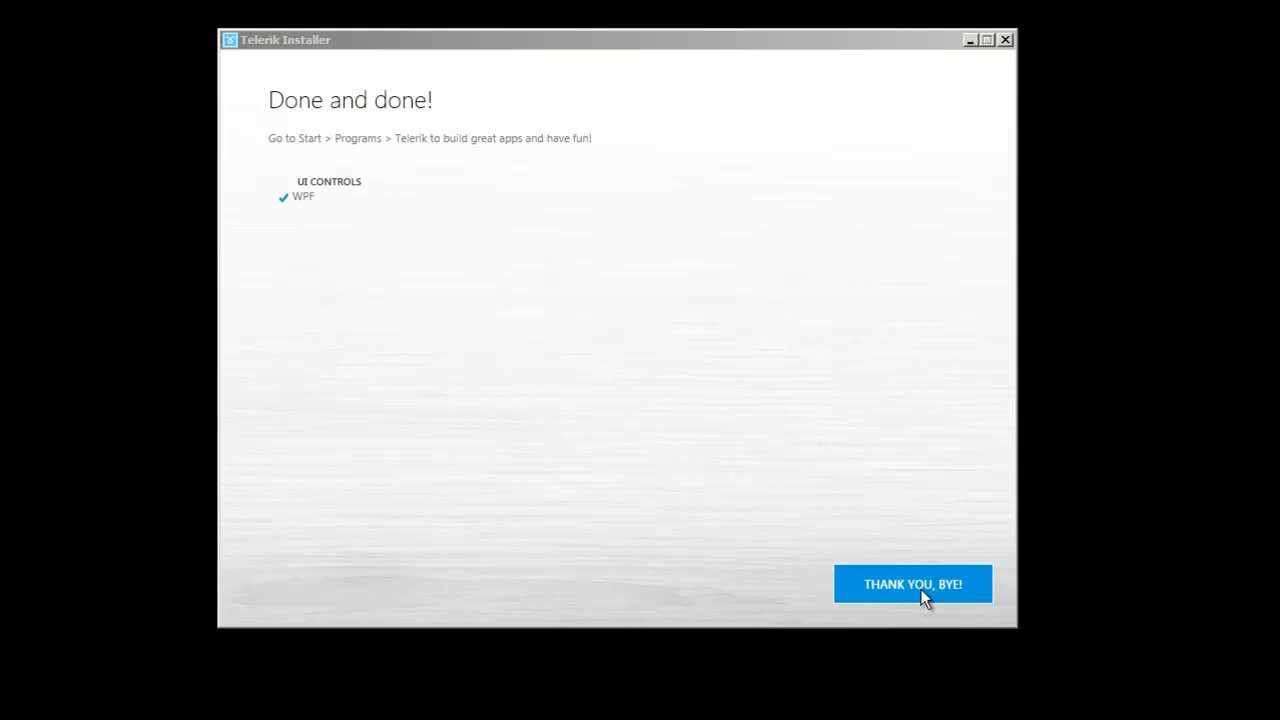 Telerik Installer
Done and done!
Go to Start > Programs > Telerik to build great apps and have fun!
UI CONTROLS
WPF
THANK YOU, BYE!